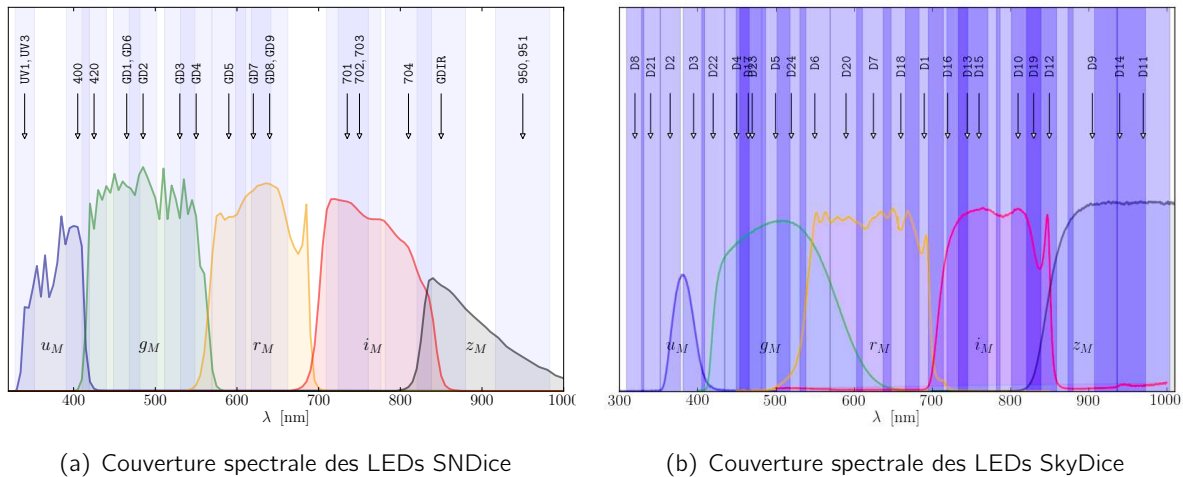 UV1, UV3
400
420
GD1, GD6
GD2
GD3
GD4
GD5
GD7
GD8, GD9
701
702, 703
704
GDIR
950, 951
u_M
g_M
r_M
i_M
z_M
400 500 600 700 800 900 1000
λ [nm]
(a) Couverture spectrale des LEDs SNDice
D8
D21
D2
D3
D22
D4
D5
D24
D6
D20
D7
D18
D1
D16
D13
D15
D10
D19
D12
D9
D14
D11
u_M
g_M
r_M
i_M
z_M
300 400 500 600 700 800 900 1000
λ [nm]
(b) Couverture spectrale des LEDs SkyDice